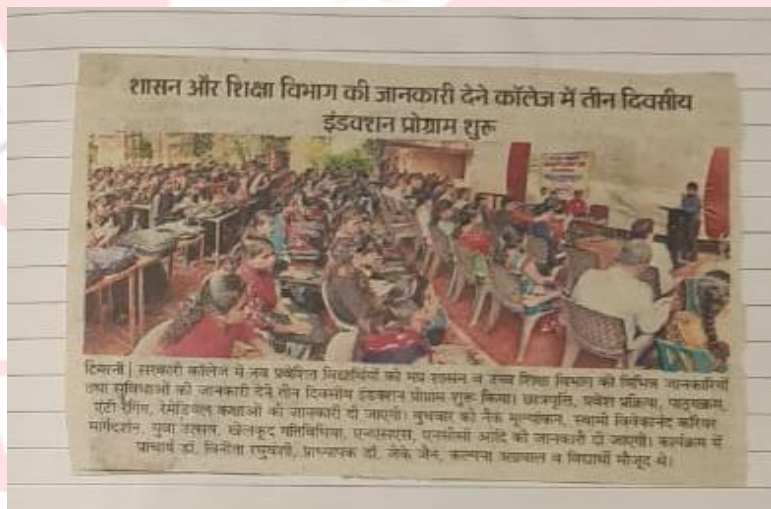 शासन और शिक्षा विभाग की जानकारी देने कॉलेज में तीन दिवसीय
इंडक्शन प्रोग्राम शुरू
टिमरनी| सरकारी कॉलेज में नव प्रवेशित विद्यार्थियों को मप्र शासन व उच्च शिक्षा विभाग की विभिन्न जानकारियों
तथा सुविधाओं की जानकारी देने तीन दिवसीय इंडक्शन प्रोग्राम शुरू किया। छात्रवृत्ति, प्रवेश प्रक्रिया, पाठ्यक्रम,
एंटी रैगिंग, रेमेडियल कक्षाओं की जानकारी दी जाएगी। बुधवार को नैक मूल्यांकन, स्वामी विवेकानंद करियर
मार्गदर्शन, युवा उत्सव, खेलकूद गतिविधियां, एनएसएस, एनसीसी आदि की जानकारी दी जाएगी। कार्यक्रम में
प्राचार्य डॉ. विनीता रघुवंशी, प्राध्यापक डॉ. जेके जैन, कल्पना अग्रवाल व विद्यार्थी मौजूद थे।